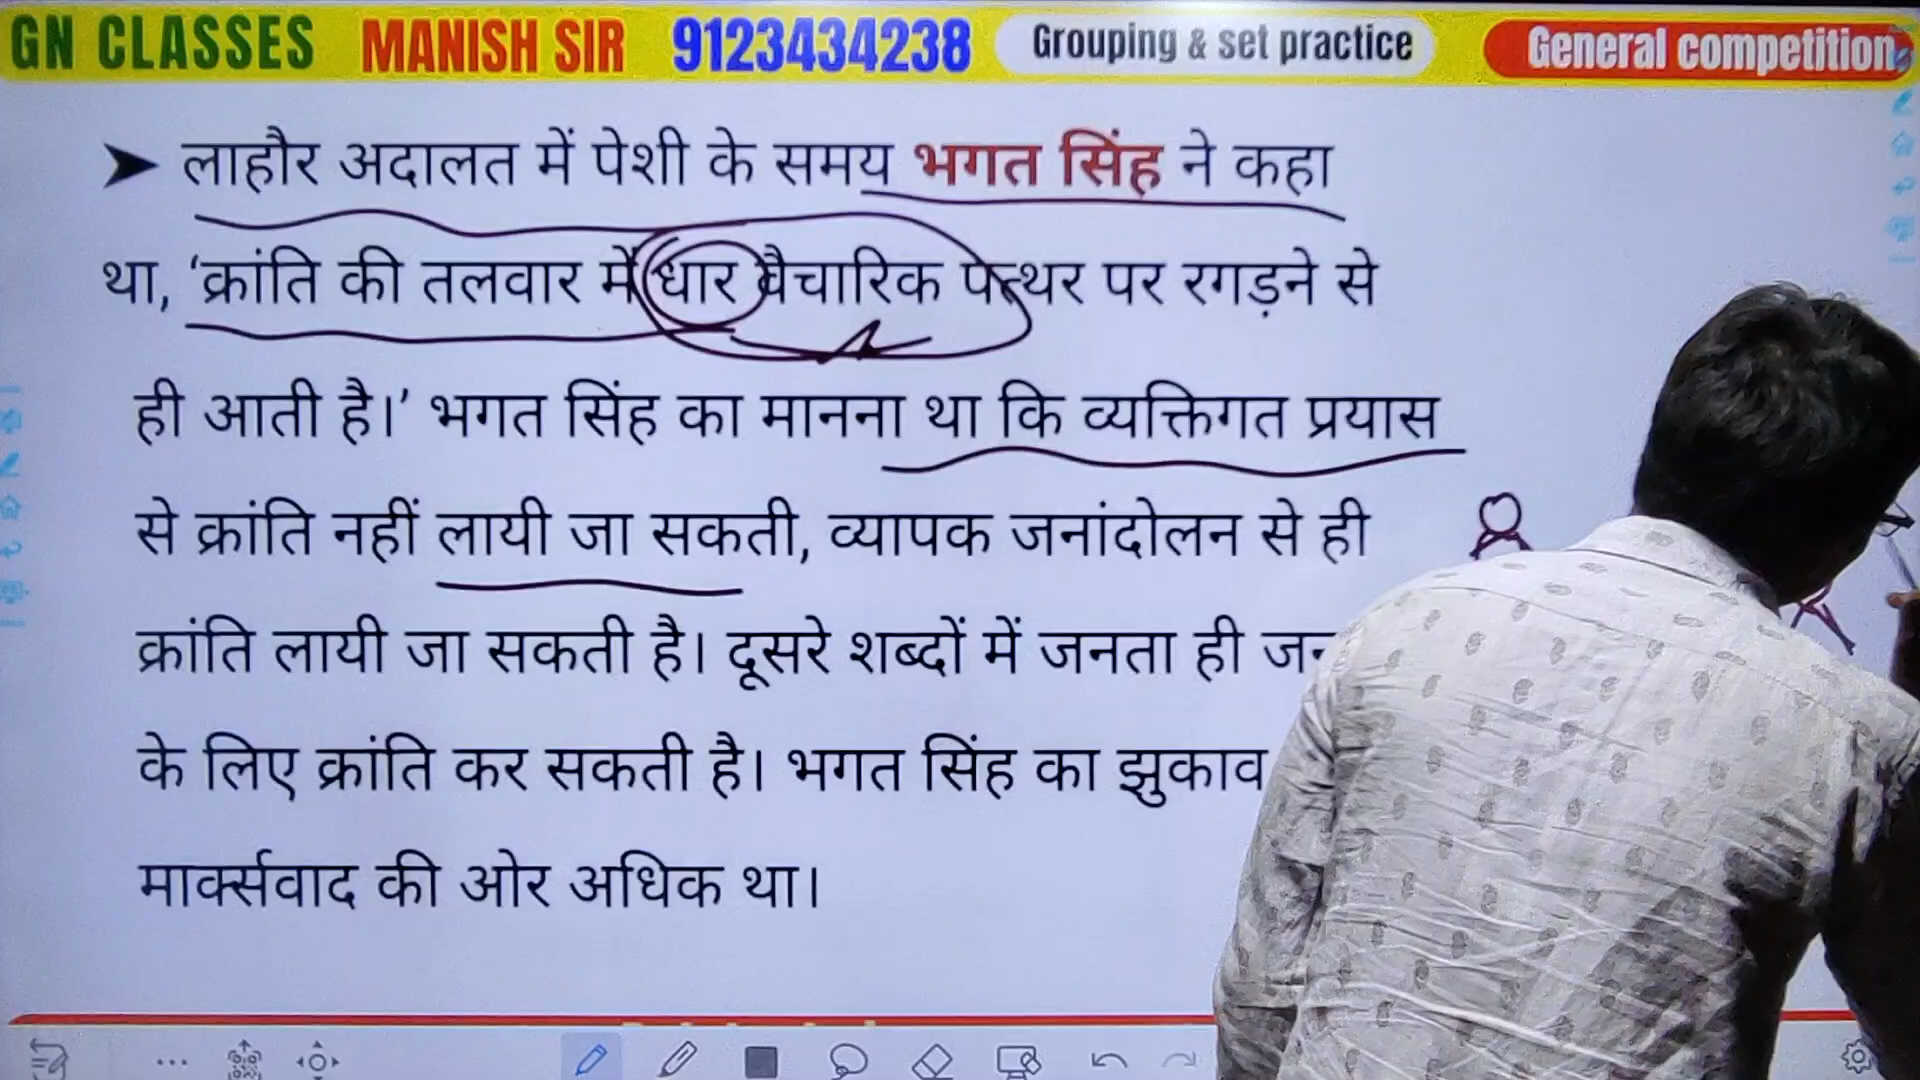 GN CLASSES MANISH SIR 9123434238 Grouping & set practice General competition
➤ लाहौर अदालत में पेशी के समय भगत सिंह ने कहा
था, ‘क्रांति की तलवार में धार वैचारिक पत्थर पर रगड़ने से
ही आती है।’ भगत सिंह का मानना था कि व्यक्तिगत प्रयास
से क्रांति नहीं लायी जा सकती, व्यापक जनांदोलन से ही
क्रांति लायी जा सकती है। दूसरे शब्दों में जनता ही
के लिए क्रांति कर सकती है। भगत सिंह का झुकाव
मार्क्सवाद की ओर अधिक था।